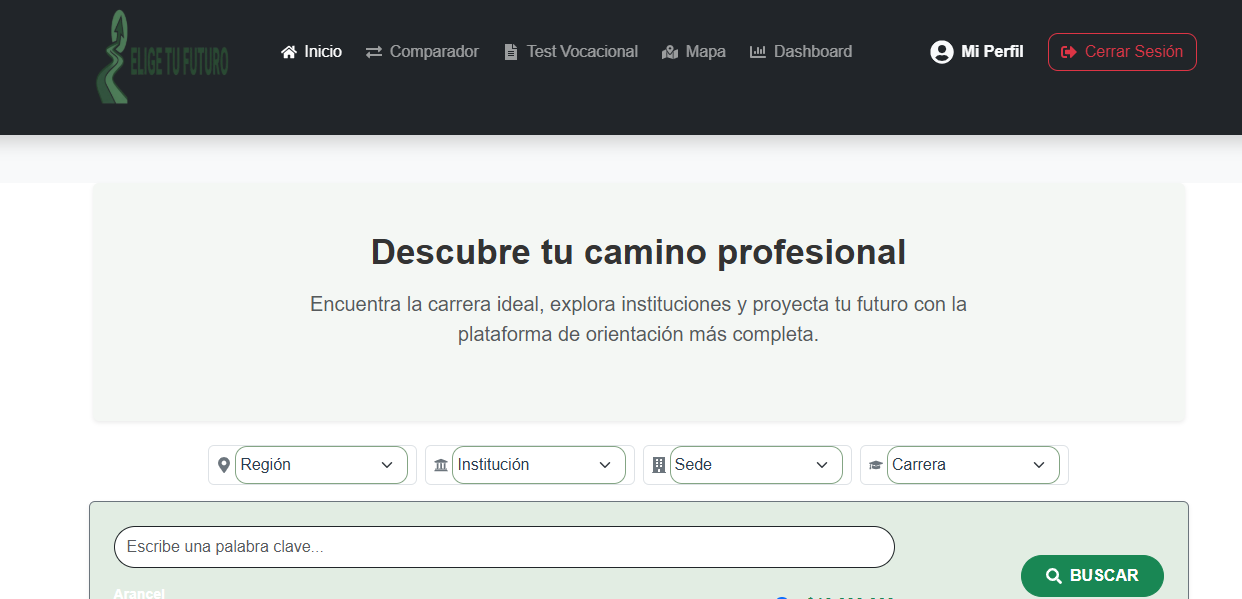 ELIGE TU FUTURO
Inicio
Comparador
Test Vocacional
Mapa
Dashboard
Mi Perfil
Cerrar Sesión
Descubre tu camino profesional
Encuentra la carrera ideal, explora instituciones y proyecta tu futuro con la
plataforma de orientación más completa.
Región
Institución
Sede
Carrera
Escribe una palabra clave...
BUSCAR
Arancel